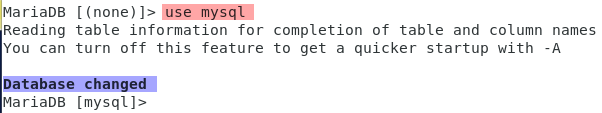 MariaDB [(none)]> use mysql
Reading table information for completion of table and column names
You can turn off this feature to get a quicker startup with -A
Database changed
MariaDB [mysql]>